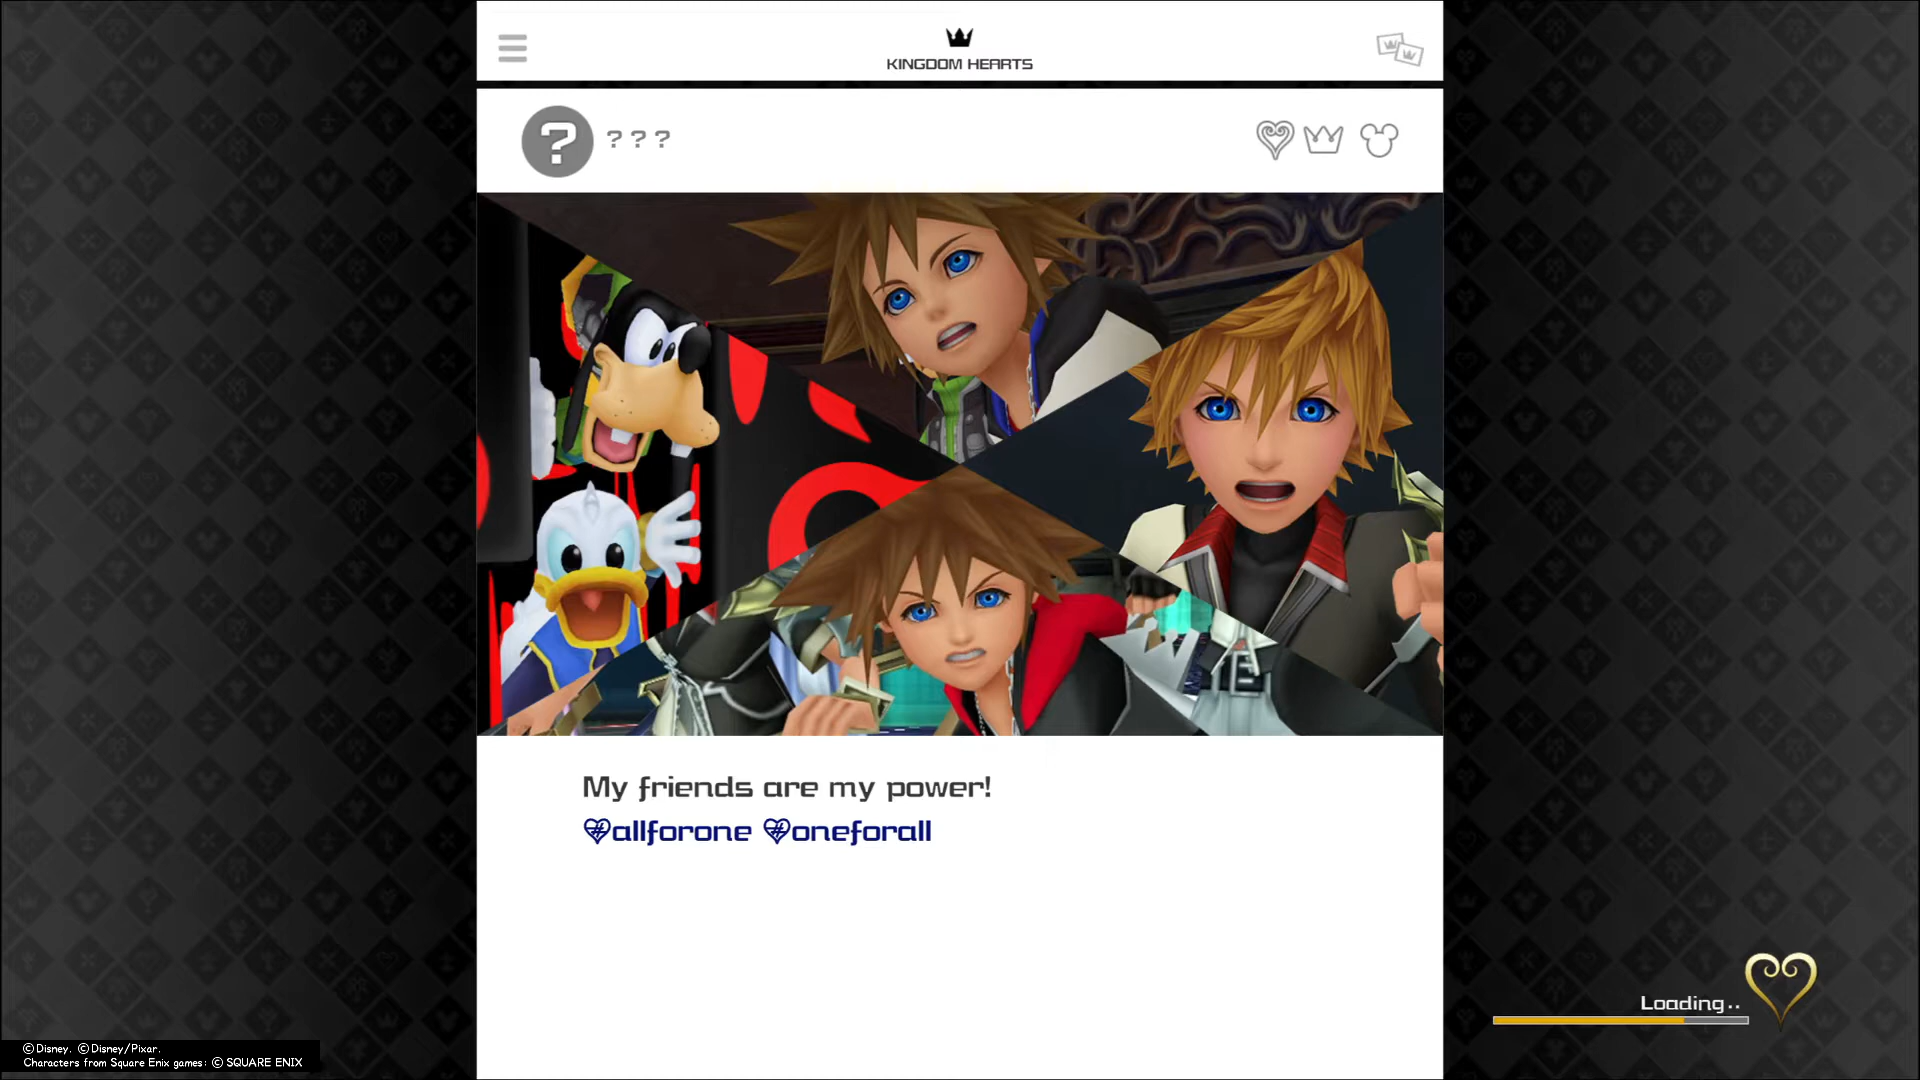 KINGDOM HEARTS
?
? ? ?
My friends are my power!
#allforone #oneforall
Loading..
©Disney. ©Disney/Pixar.
Characters from Square Enix games: © SQUARE ENIX